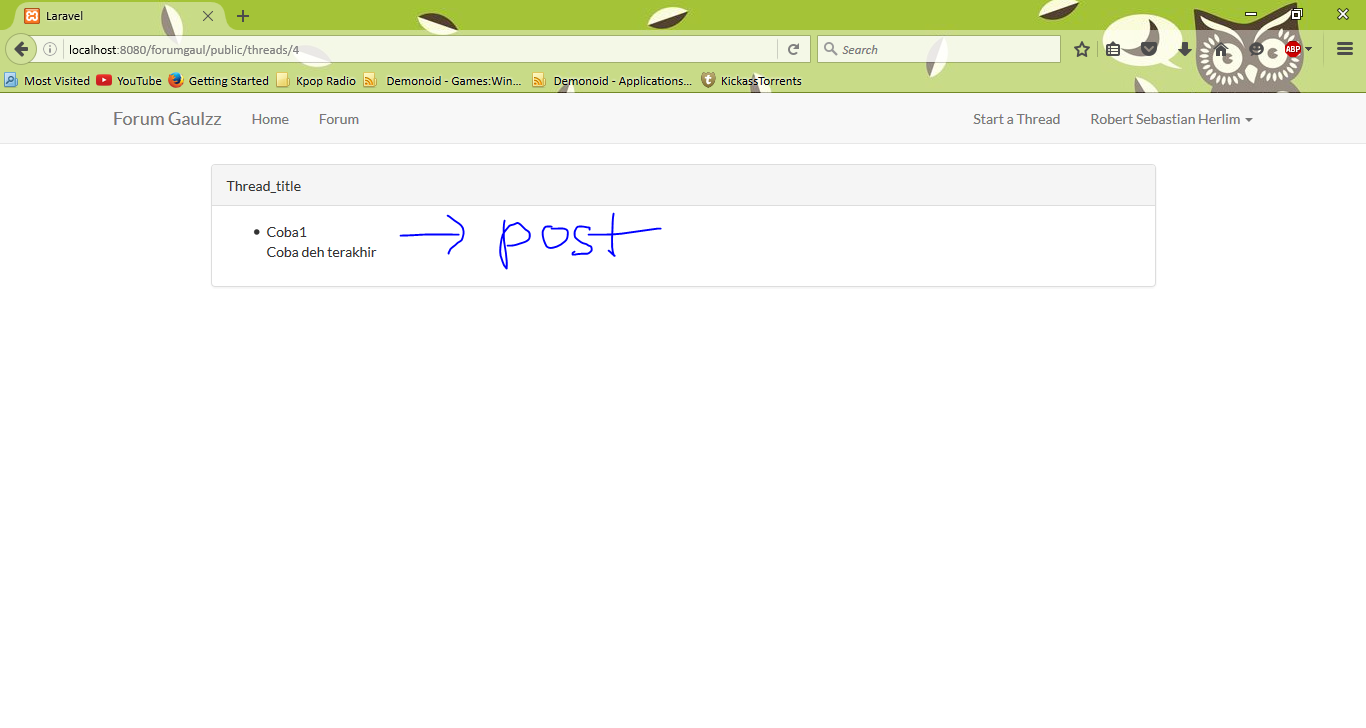 Laravel
localhost:8080/forumgaul/public/threads/4
Search
ABP
Most Visited
YouTube
Getting Started
Kpop Radio
Demonoid - Games:Win...
Demonoid - Applications...
KickassTorrents
Forum Gaulzz
Home
Forum
Start a Thread
Robert Sebastian Herlim
Thread_title
Coba1
Coba deh terakhir
post